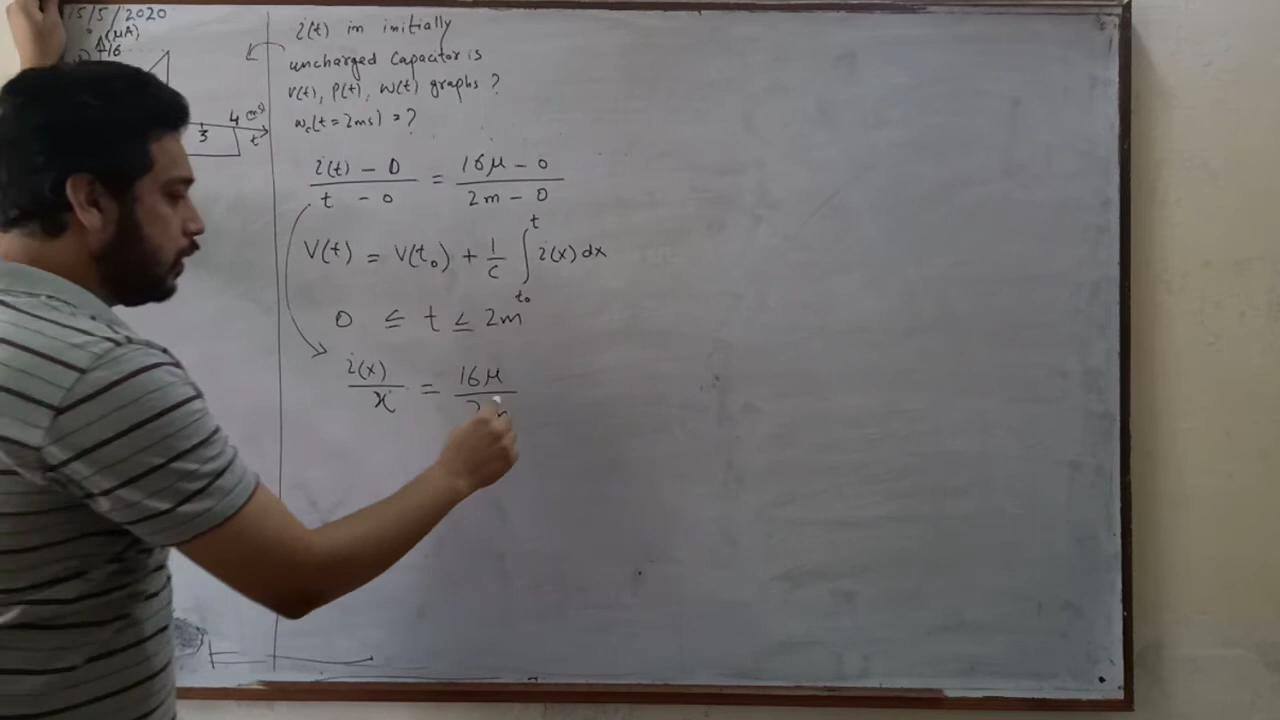 15/5/2020
(μA)
16
3
4 (ms)
t
i(t) in initially
uncharged Capacitor is
V(t), P(t), W(t) graphs ?
w_c(t = 2ms) = ?
i(t) - 0 / t - 0 = 16μ - 0 / 2m - 0
V(t) = V(t₀) + 1/C ∫ t₀ t i(x) dx
0 ≤ t ≤ 2m
i(x) / x = 16μ / 2m